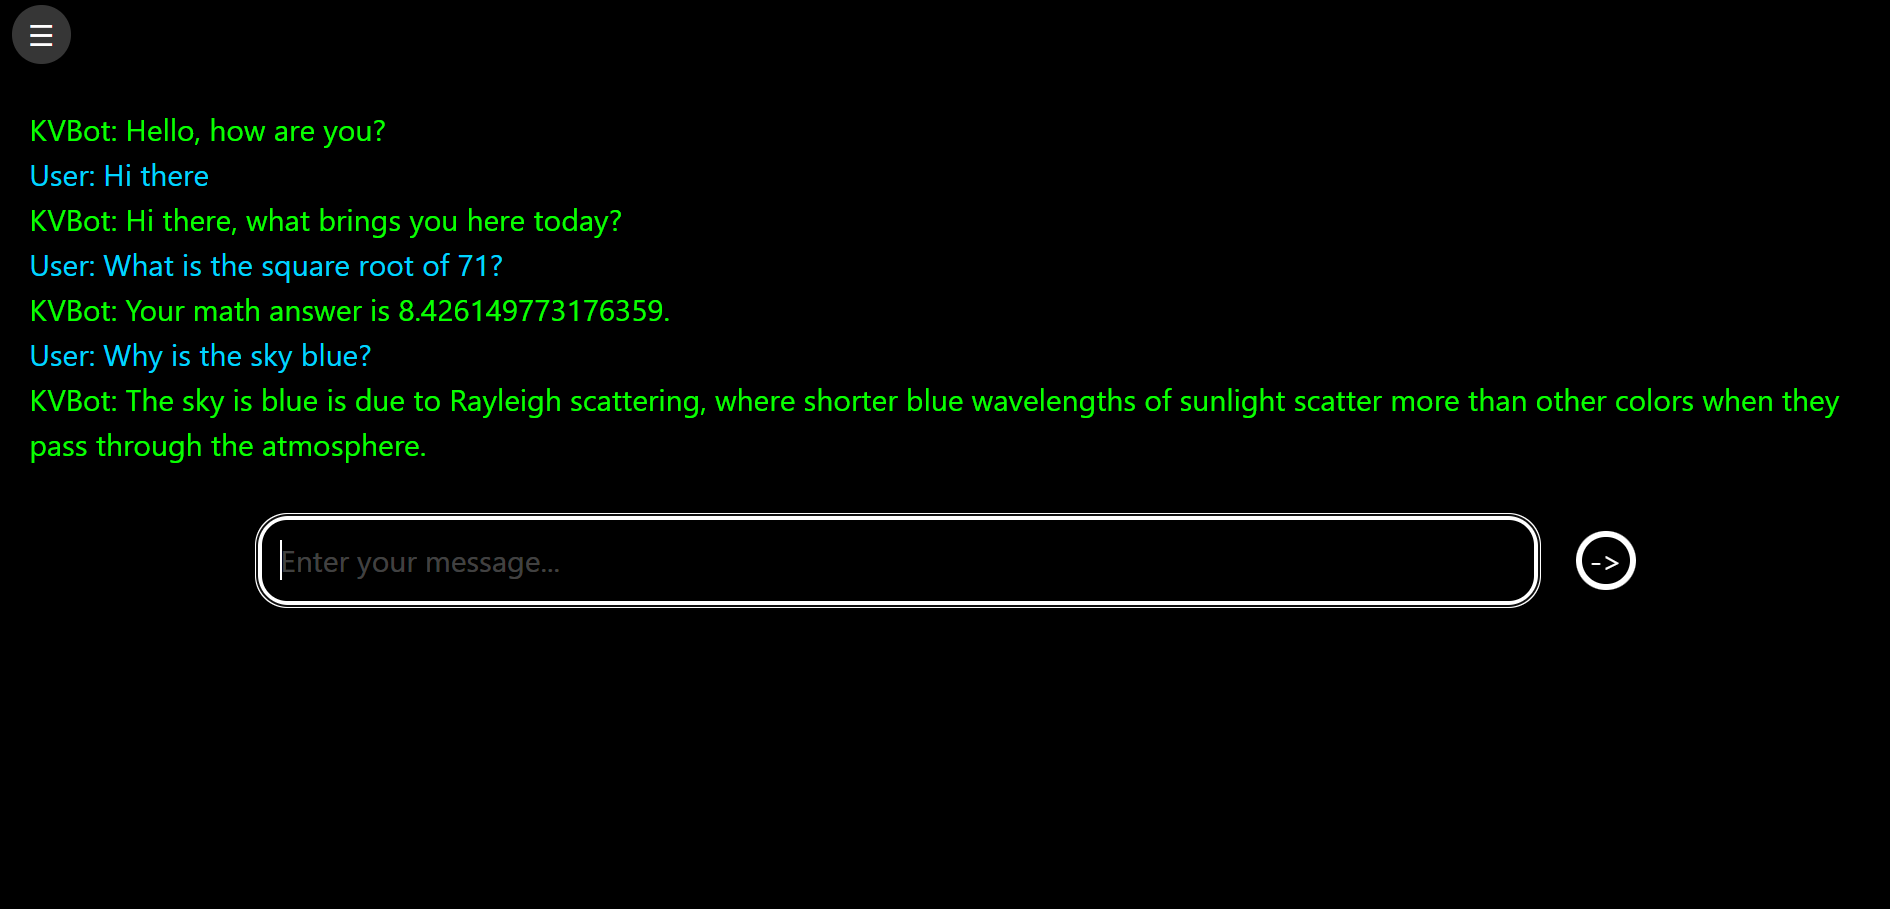 ☰
KVBot: Hello, how are you?
User: Hi there
KVBot: Hi there, what brings you here today?
User: What is the square root of 71?
KVBot: Your math answer is 8.426149773176359.
User: Why is the sky blue?
KVBot: The sky is blue is due to Rayleigh scattering, where shorter blue wavelengths of sunlight scatter more than other colors when they
pass through the atmosphere.
Enter your message...
->